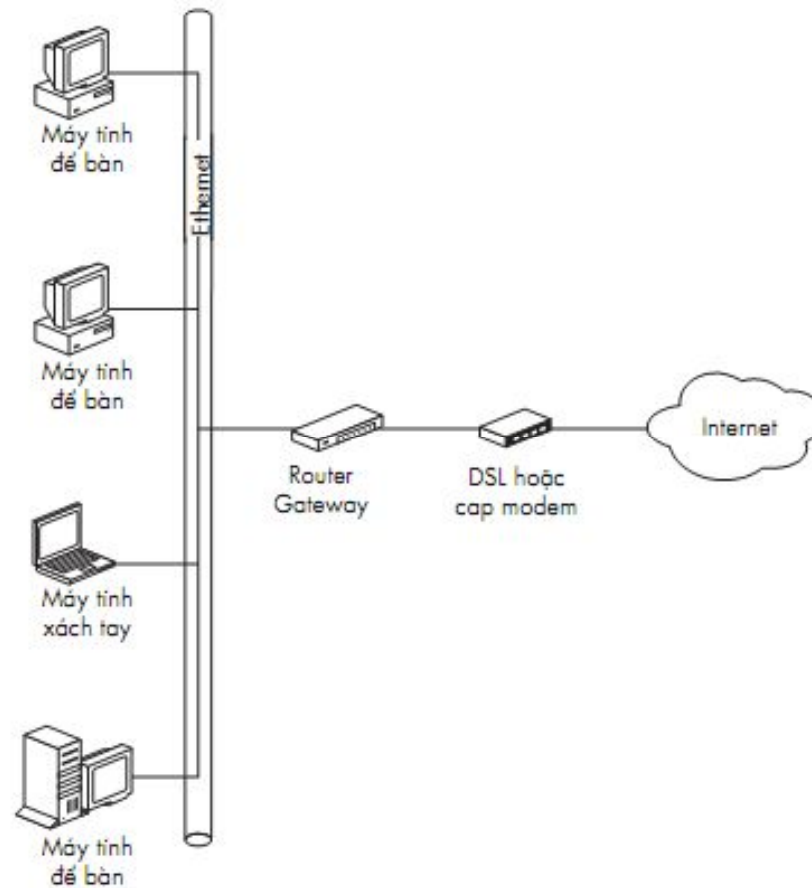 Máy tính
để bàn
Ethernet
Máy tính
để bàn
Router
Gateway
DSL hoặc
cap modem
Internet
Máy tính
xách tay
Máy tính
để bàn